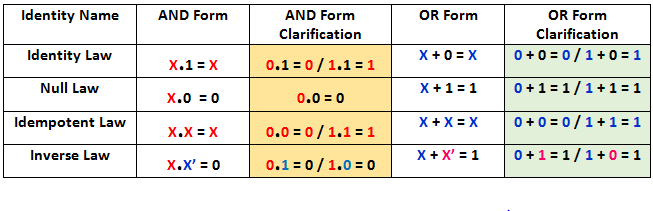 Identity Name AND Form AND Form Clarification OR Form OR Form Clarification
Identity Law X.1 = X 0.1 = 0 / 1.1 = 1 X + 0 = X 0 + 0 = 0 / 1 + 0 = 1
Null Law X.0 = 0 0.0 = 0 X + 1 = 1 0 + 1 = 1 / 1 + 1 = 1
Idempotent Law X.X = X 0.0 = 0 / 1.1 = 1 X + X = X 0 + 0 = 0 / 1 + 1 = 1
Inverse Law X.X’ = 0 0.1 = 0 / 1.0 = 0 X + X’ = 1 0 + 1 = 1 / 1 + 0 = 1